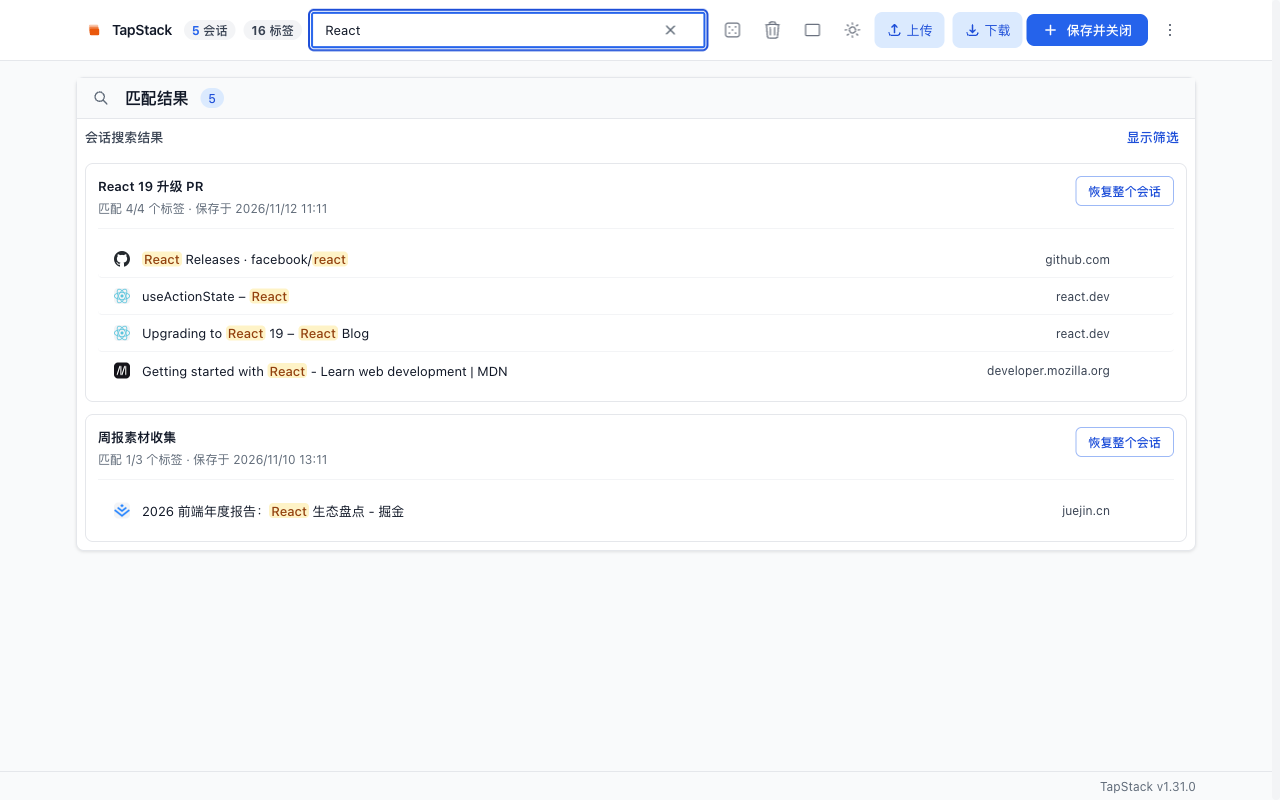 TapStack 5 会话 16 标签 React 上传 下载 保存并关闭
匹配结果 5
会话搜索结果 显示筛选
React 19 升级 PR 恢复整个会话
匹配 4/4 个标签 · 保存于 2026/11/12 11:11
React Releases · facebook/react github.com
useActionState – React react.dev
Upgrading to React 19 – React Blog react.dev
Getting started with React - Learn web development | MDN developer.mozilla.org
周报素材收集 恢复整个会话
匹配 1/3 个标签 · 保存于 2026/11/10 13:11
2026 前端年度报告：React 生态盘点 - 掘金 juejin.cn
TapStack v1.31.0